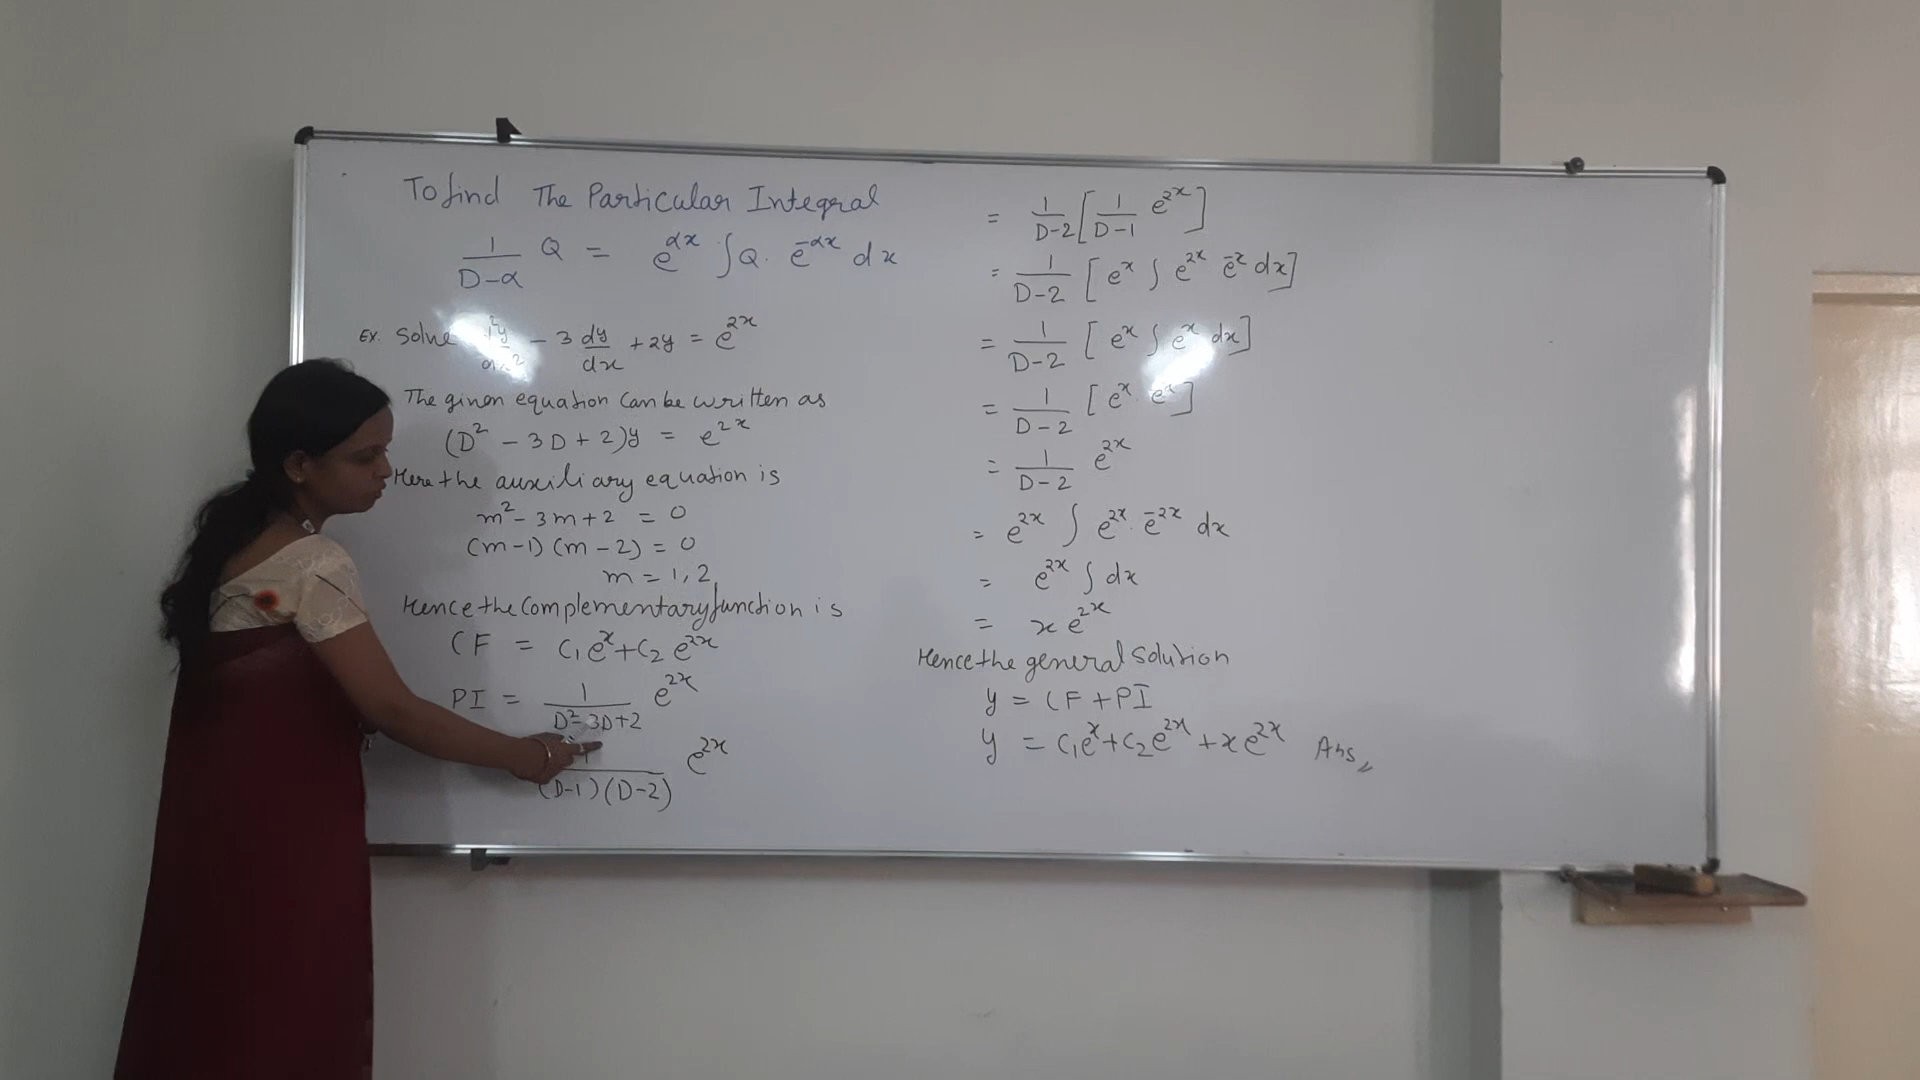 To find The Particular Integral
1/(D-α) Q = e^{αx} ∫Q. e^{-αx} dx
Ex. Solve d²y/dx² - 3 dy/dx + 2y = e^{2x}
The given equation can be written as
(D² - 3D + 2)y = e^{2x}
Here the auxiliary equation is
m² - 3m + 2 = 0
(m-1) (m-2) = 0
m = 1, 2
Hence the Complementary function is
CF = C₁e^x + C₂ e^{2x}
PI = 1/(D² - 3D + 2) e^{2x}
1/((D-1)(D-2)) e^{2x}
= 1/(D-2) [1/(D-1) e^{2x}]
= 1/(D-2) [e^x ∫ e^{2x} e^{-x} dx]
= 1/(D-2) [e^x ∫ e^x dx]
= 1/(D-2) [e^x . e^x]
= 1/(D-2) e^{2x}
= e^{2x} ∫ e^{2x} . e^{-2x} dx
= e^{2x} ∫ dx
= x e^{2x}
Hence the general solution
y = CF + PI
y = C₁e^x + C₂e^{2x} + xe^{2x} Ans